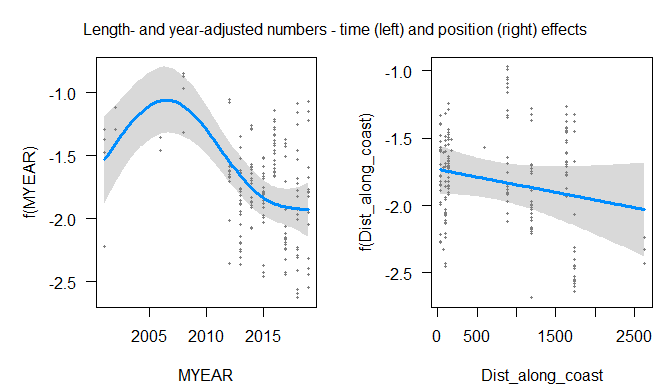 Length- and year-adjusted numbers - time (left) and position (right) effects
f(MYEAR)
-1.0
-1.5
-2.0
-2.5
2005 2010 2015
MYEAR
f(Dist_along_coast)
-1.0
-1.5
-2.0
-2.5
0 500 1500 2500
Dist_along_coast